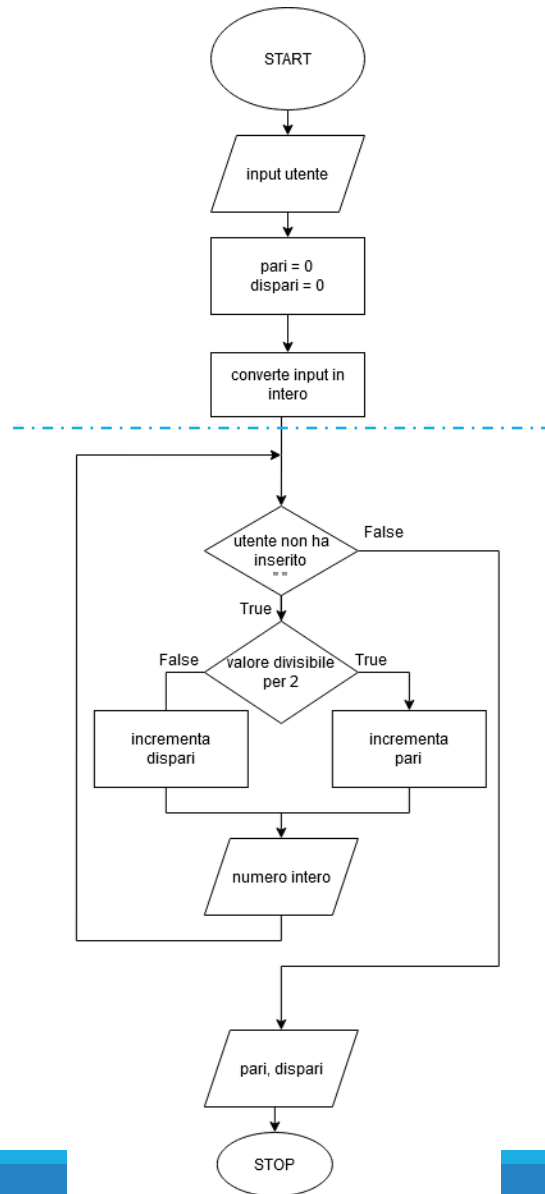 START
input utente
pari = 0
dispari = 0
converte input in
intero
utente non ha
inserito
" "
False
True
valore divisibile
per 2
False
True
incrementa
dispari
incrementa
pari
numero intero
pari, dispari
STOP